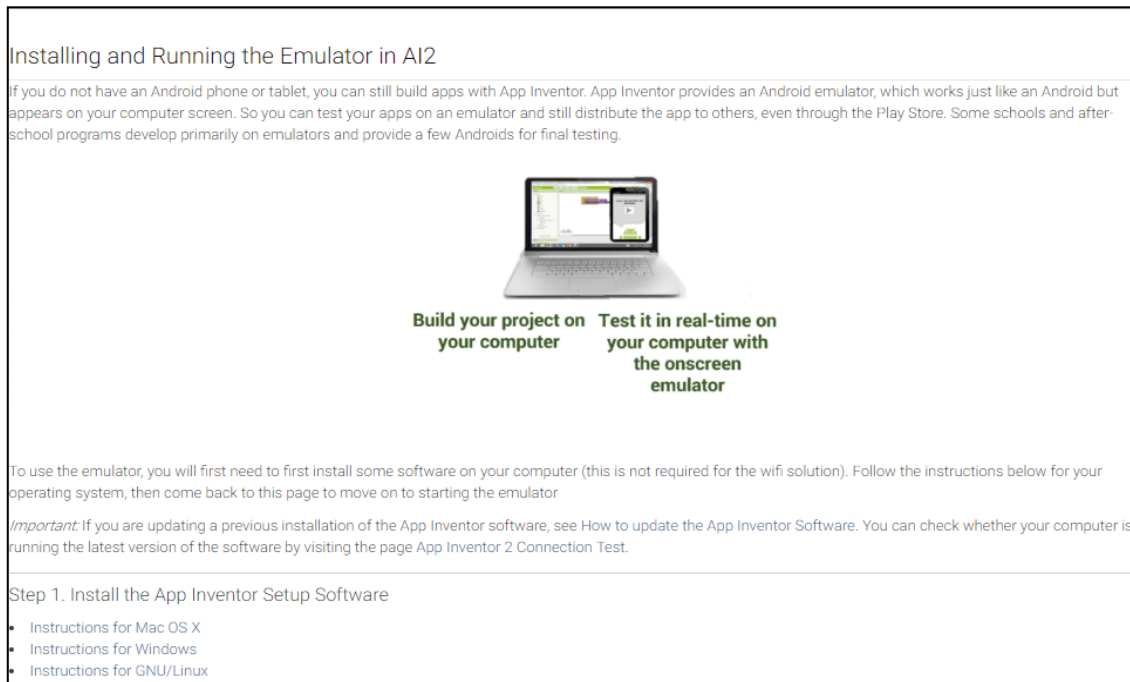 Installing and Running the Emulator in AI2
If you do not have an Android phone or tablet, you can still build apps with App Inventor. App Inventor provides an Android emulator, which works just like an Android but
appears on your computer screen. So you can test your apps on an emulator and still distribute the app to others, even through the Play Store. Some schools and after-
school programs develop primarily on emulators and provide a few Androids for final testing.
Build your project on your computer
Test it in real-time on your computer with the onscreen emulator
To use the emulator, you will first need to first install some software on your computer (this is not required for the wifi solution). Follow the instructions below for your
operating system, then come back to this page to move on to starting the emulator
Important: If you are updating a previous installation of the App Inventor software, see How to update the App Inventor Software. You can check whether your computer is
running the latest version of the software by visiting the page App Inventor 2 Connection Test.
Step 1. Install the App Inventor Setup Software
• Instructions for Mac OS X
• Instructions for Windows
• Instructions for GNU/Linux